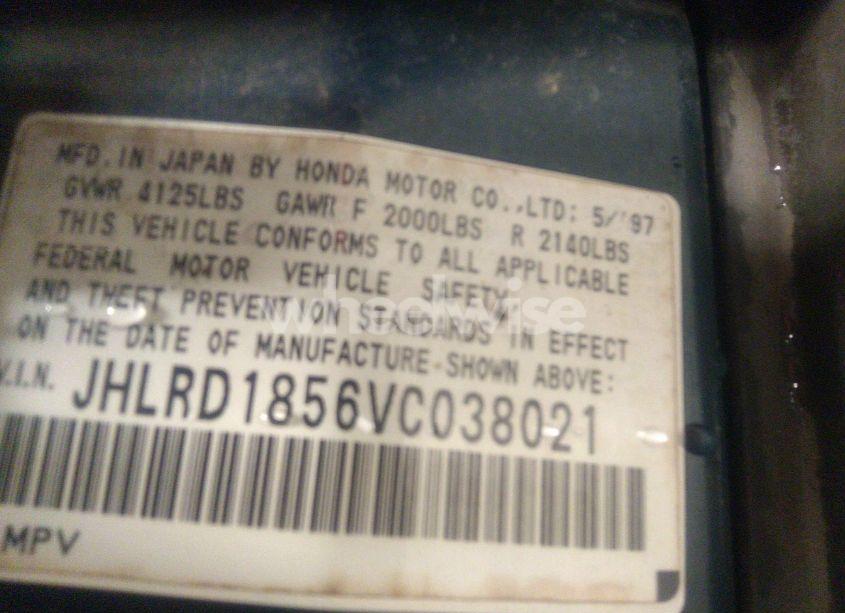 MFD. IN JAPAN BY HONDA MOTOR CO., LTD: 5/'97
GVWR 4125LBS GAWR F 2000LBS R 2140LBS
THIS VEHICLE CONFORMS TO ALL APPLICABLE
FEDERAL MOTOR VEHICLE SAFETY
AND THEFT PREVENTION STANDARDS IN EFFECT
ON THE DATE OF MANUFACTURE SHOWN ABOVE:
V.I.N. JHLRD1856VC038021
MPV
wheelwise